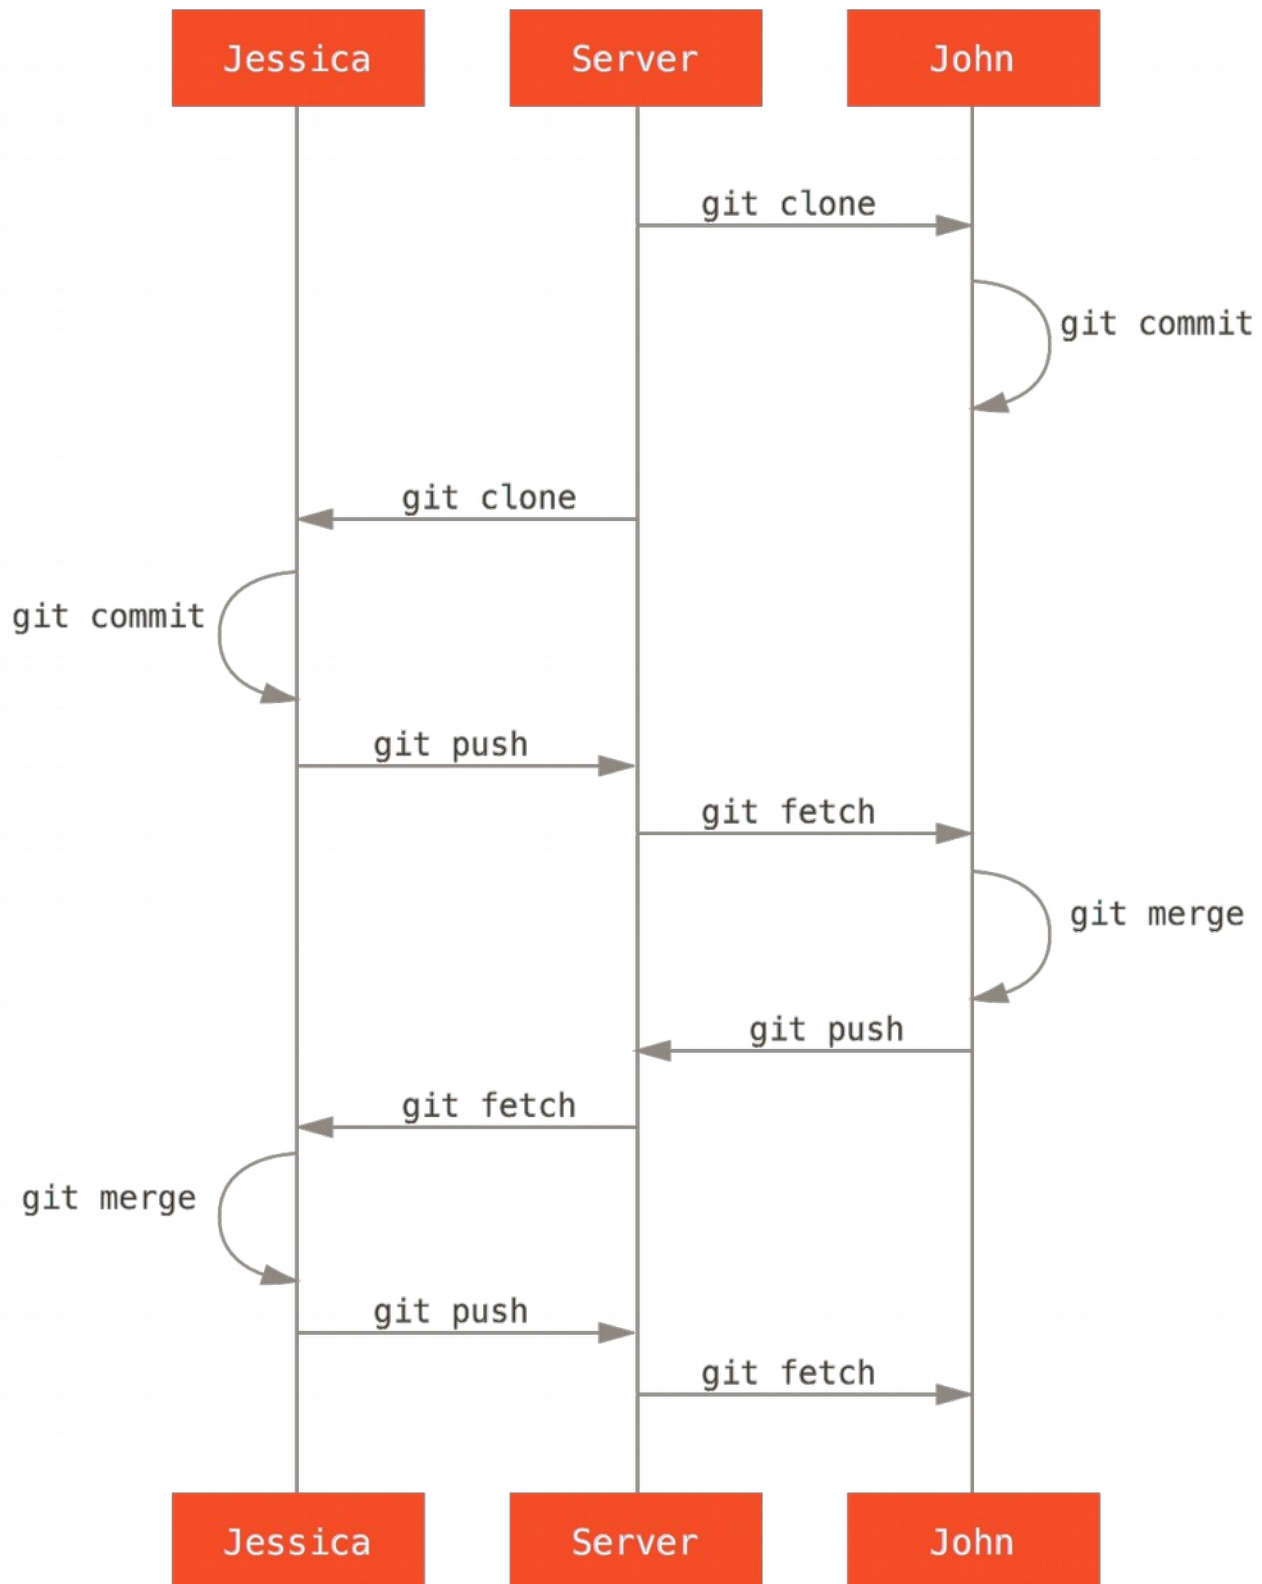 Jessica
Server
John
git clone
git commit
git clone
git commit
git push
git fetch
git merge
git push
git fetch
git merge
git push
git fetch
Jessica
Server
John